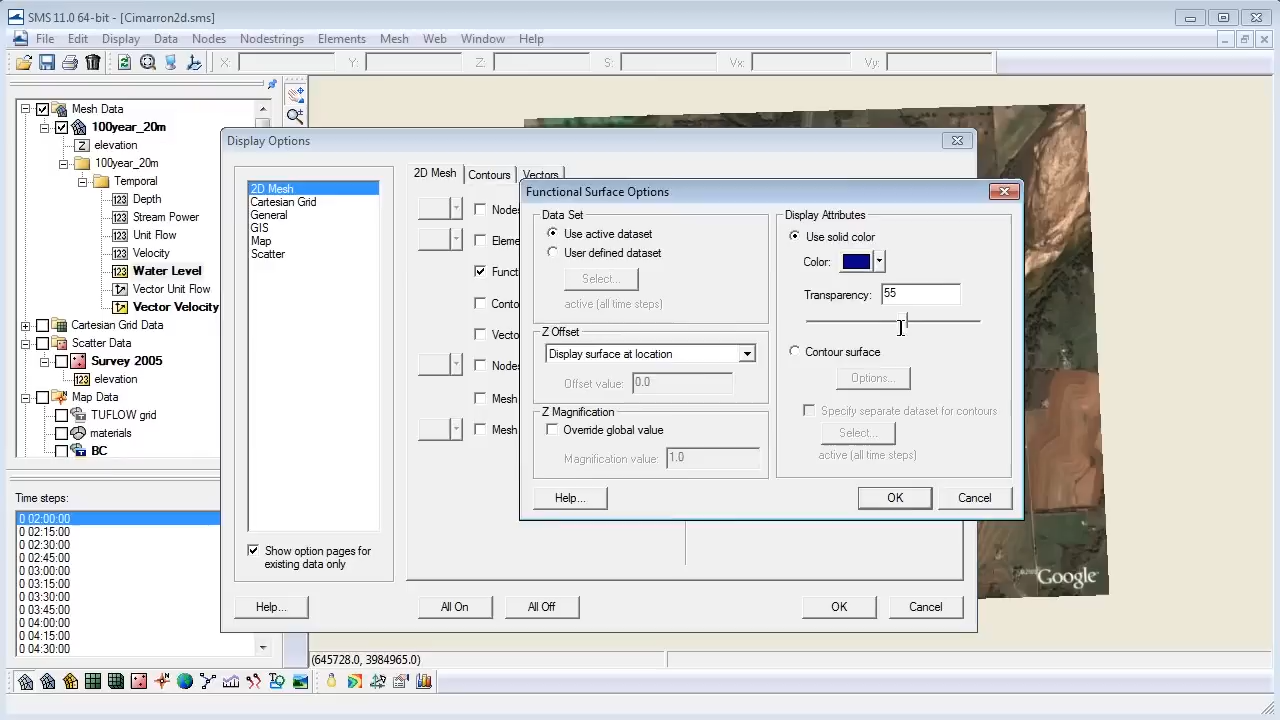 SMS 11.0 64-bit - [Cimarron2d.sms]
File Edit Display Data Nodes Nodestrings Elements Mesh Web Window Help
X: Y: Z: S: Vx: Vy:
Mesh Data
100year_20m
elevation
100year_20m
Temporal
Depth
Stream Power
Unit Flow
Velocity
Water Level
Vector Unit Flow
Vector Velocity
Cartesian Grid Data
Scatter Data
Survey 2005
elevation
Map Data
TUFLOW grid
materials
BC
Time steps:
0 02:00:00
0 02:15:00
0 02:30:00
0 02:45:00
0 03:00:00
0 03:15:00
0 03:30:00
0 03:45:00
0 04:00:00
0 04:15:00
0 04:30:00
Display Options
2D Mesh
Cartesian Grid
General
GIS
Map
Scatter
Show option pages for
existing data only
2D Mesh Contours Vectors
Node
Eleme
Funct
Conto
Vecto
Nodes
Mesh
Mesh
Help... All On All Off OK Cancel
Functional Surface Options
Data Set
Use active dataset
User defined dataset
Select...
active (all time steps)
Z Offset
Display surface at location
Offset value: 0.0
Z Magnification
Override global value
Magnification value: 1.0
Display Attributes
Use solid color
Color:
Transparency: 55
Contour surface
Options...
Specify separate dataset for contours
Select...
active (all time steps)
Help... OK Cancel
Google
(645728.0, 3984965.0)